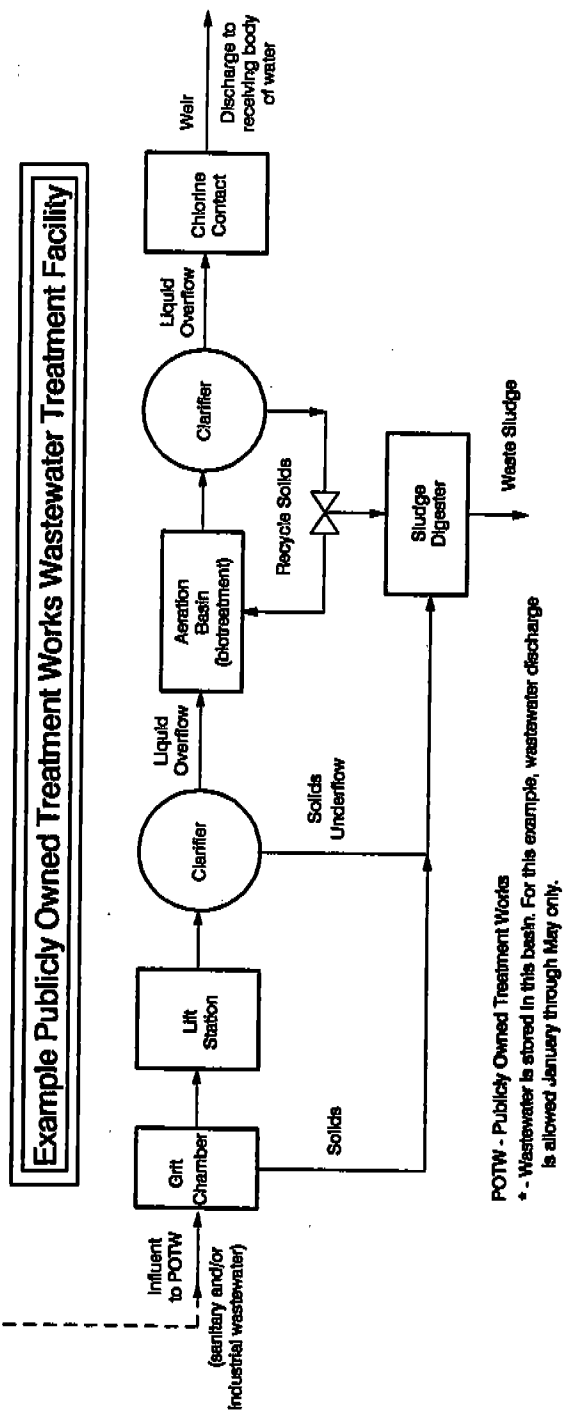 Example Publicly Owned Treatment Works Wastewater Treatment Facility
Influent
to POTW
(sanitary and/or
industrial wastewater)
Grit
Chamber
Lift
Station
Clarifier
Liquid
Overflow
Aeration
Basin
(biotreatment)
Clarifier
Liquid
Overflow
Chlorine
Contact
Weir
Discharge to
receiving body
of water
Solids
Solids
Underflow
Recycle Solids
Sludge
Digester
Waste Sludge
POTW - Publicly Owned Treatment Works
* - Wastewater is stored in this basin. For this example, wastewater discharge
is allowed January through May only.